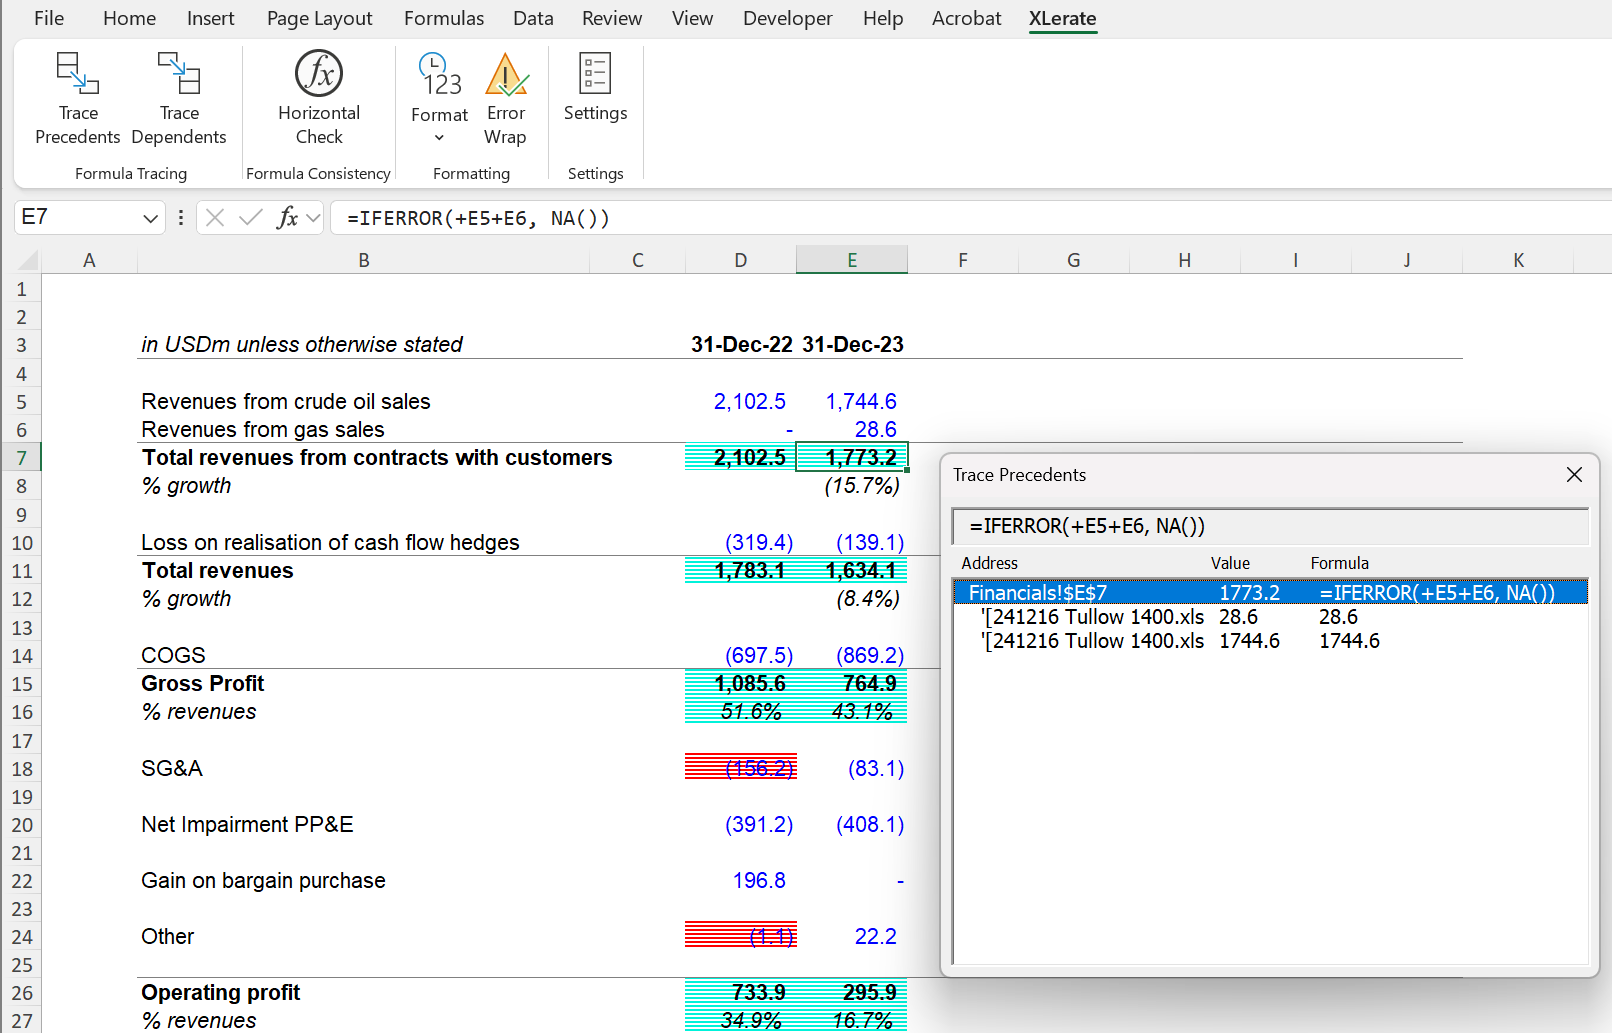 File Home Insert Page Layout Formulas Data Review View Developer Help Acrobat XLerate
Trace Precedents
Trace Dependents
Formula Tracing
fx
Horizontal Check
Formula Consistency
123
Format
Error Wrap
Formatting
Settings
Settings
E7 fx =IFERROR(+E5+E6, NA())
A B C D E F G H I J K
1
2
3 in USDm unless otherwise stated 31-Dec-22 31-Dec-23
4
5 Revenues from crude oil sales 2,102.5 1,744.6
6 Revenues from gas sales - 28.6
7 Total revenues from contracts with customers 2,102.5 1,773.2
8 % growth (15.7%)
9
10 Loss on realisation of cash flow hedges (319.4) (139.1)
11 Total revenues 1,783.1 1,634.1
12 % growth (8.4%)
13
14 COGS (697.5) (869.2)
15 Gross Profit 1,085.6 764.9
16 % revenues 51.6% 43.1%
17
18 SG&A (156.2) (83.1)
19
20 Net Impairment PP&E (391.2) (408.1)
21
22 Gain on bargain purchase 196.8 -
23
24 Other (1.1) 22.2
25
26 Operating profit 733.9 295.9
27 % revenues 34.9% 16.7%
Trace Precedents
=IFERROR(+E5+E6, NA())
Address Value Formula
Financials!$E$7 1773.2 =IFERROR(+E5+E6, NA())
'[241216 Tullow 1400.xls 28.6 28.6
'[241216 Tullow 1400.xls 1744.6 1744.6